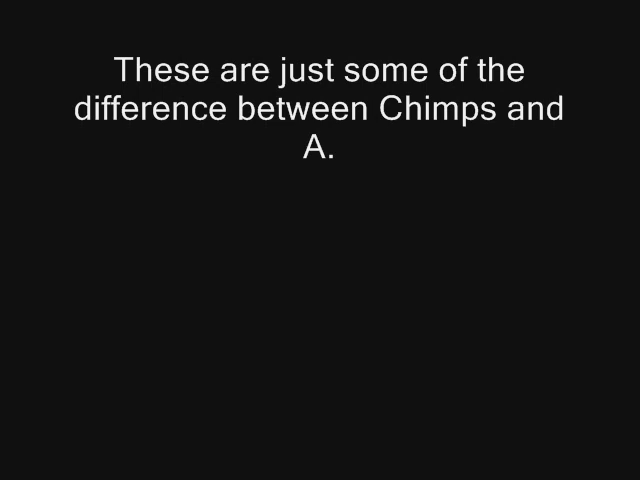 These are just some of the
difference between Chimps and
A.